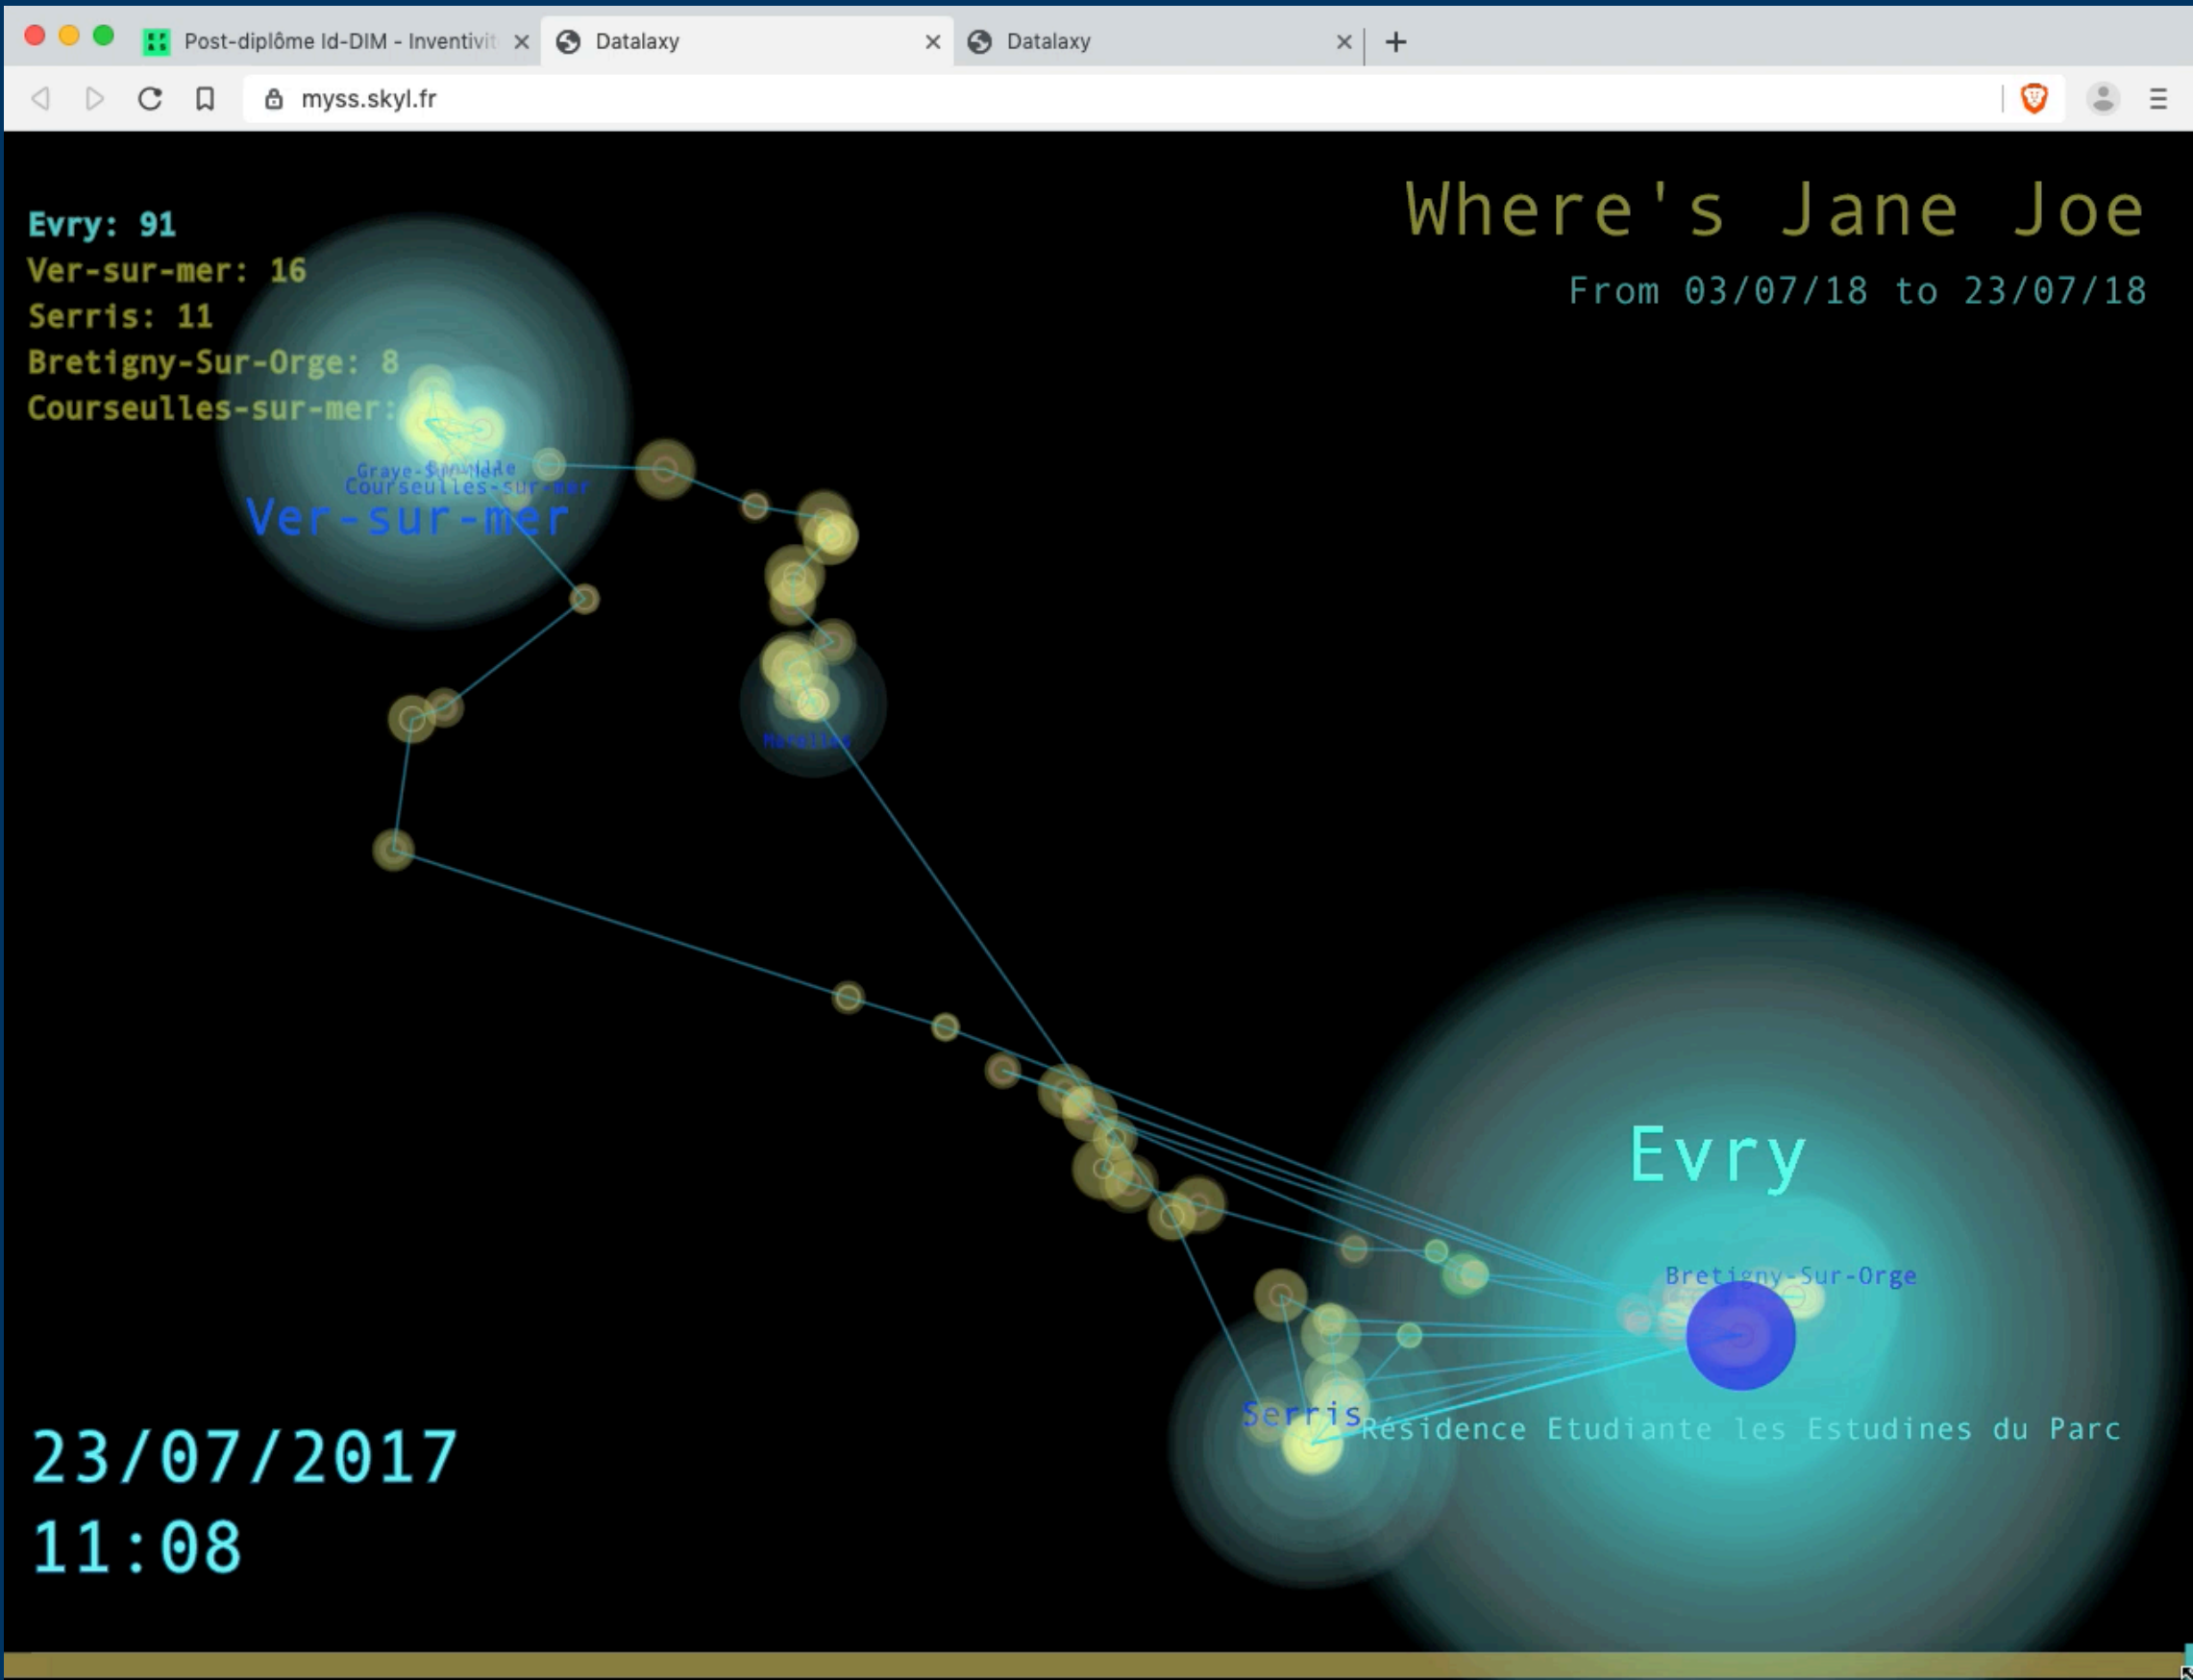 Post-diplôme Id-DIM - Inventivit
Datalaxy
Datalaxy
myss.skyl.fr
Where's Jane Joe
From 03/07/18 to 23/07/18
Evry: 91
Ver-sur-mer: 16
Serris: 11
Bretigny-Sur-Orge: 8
Courseulles-sur-mer:
Courseulles-sur-mer
Ver-sur-mer
Evry
Bretigny-Sur-Orge
Serris
Résidence Etudiante les Estudines du Parc
23/07/2017
11:08